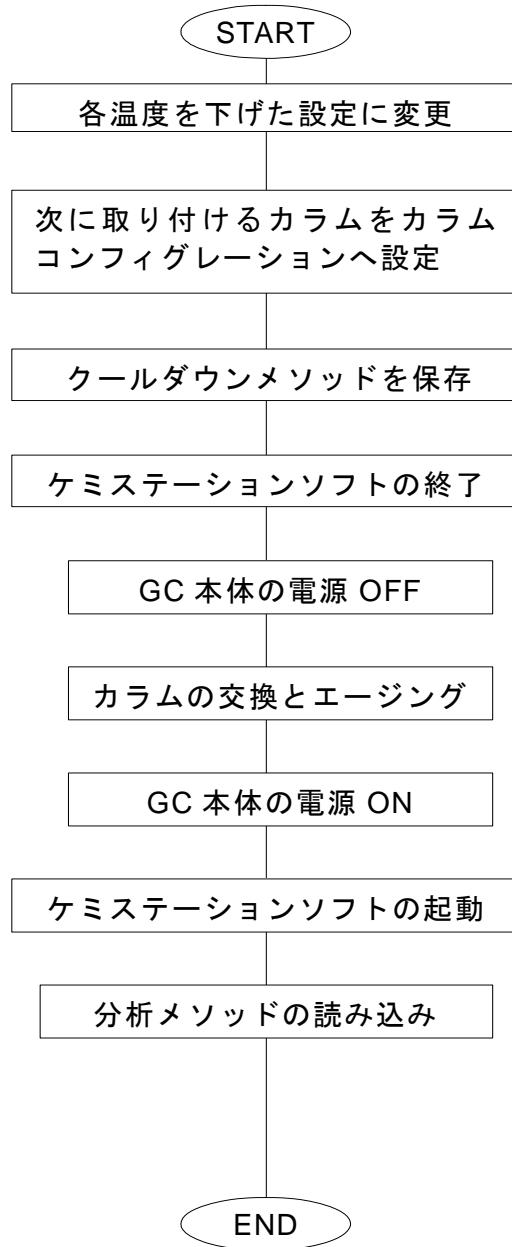 START
各温度を下げた設定に変更
次に取り付けるカラムをカラム
コンフィグレーションへ設定
クールダウンメソッドを保存
ケミステーションソフトの終了
GC 本体の電源 OFF
カラムの交換とエージング
GC 本体の電源 ON
ケミステーションソフトの起動
分析メソッドの読み込み
END